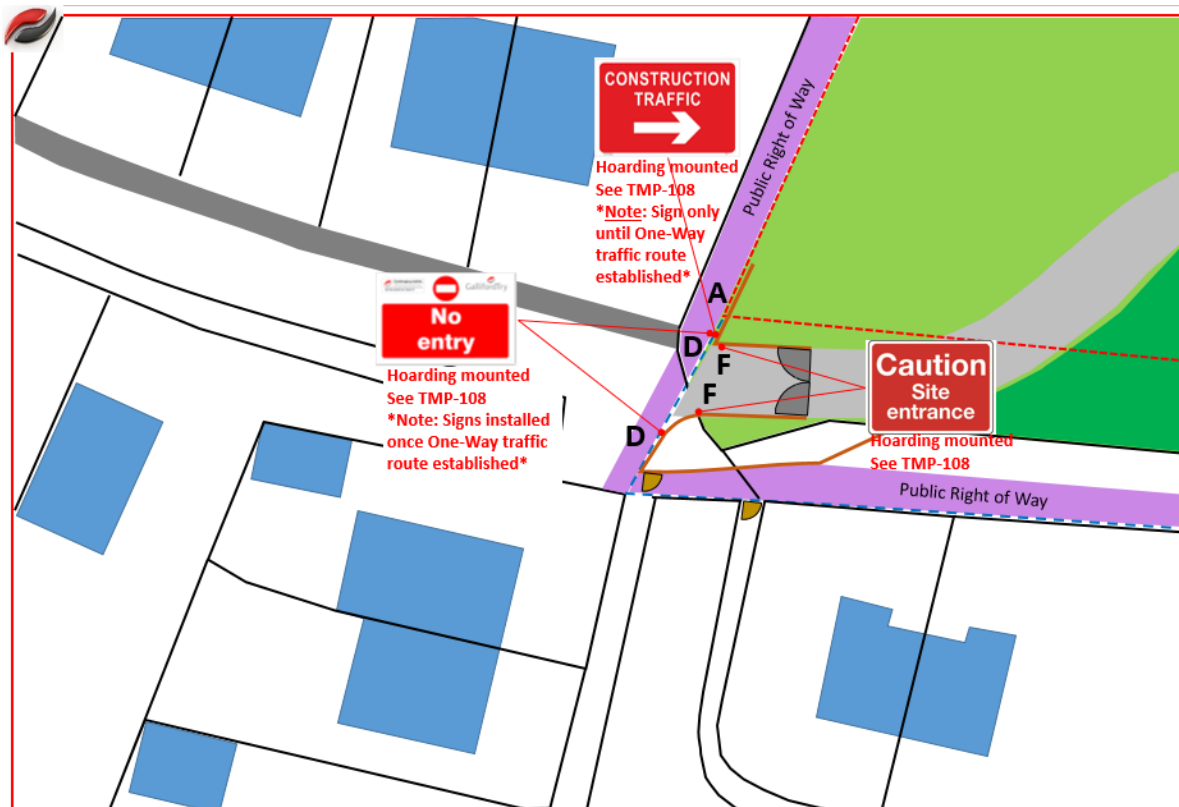 CONSTRUCTION
TRAFFIC
Hoarding mounted
See TMP-108
*Note: Sign only
until One-Way
traffic route
established*
Public Right of Way
A
D
F
F
D
GallifordTry
No
entry
Hoarding mounted
See TMP-108
*Note: Signs installed
once One-Way traffic
route established*
Caution
Site
entrance
Hoarding mounted
See TMP-108
Public Right of Way